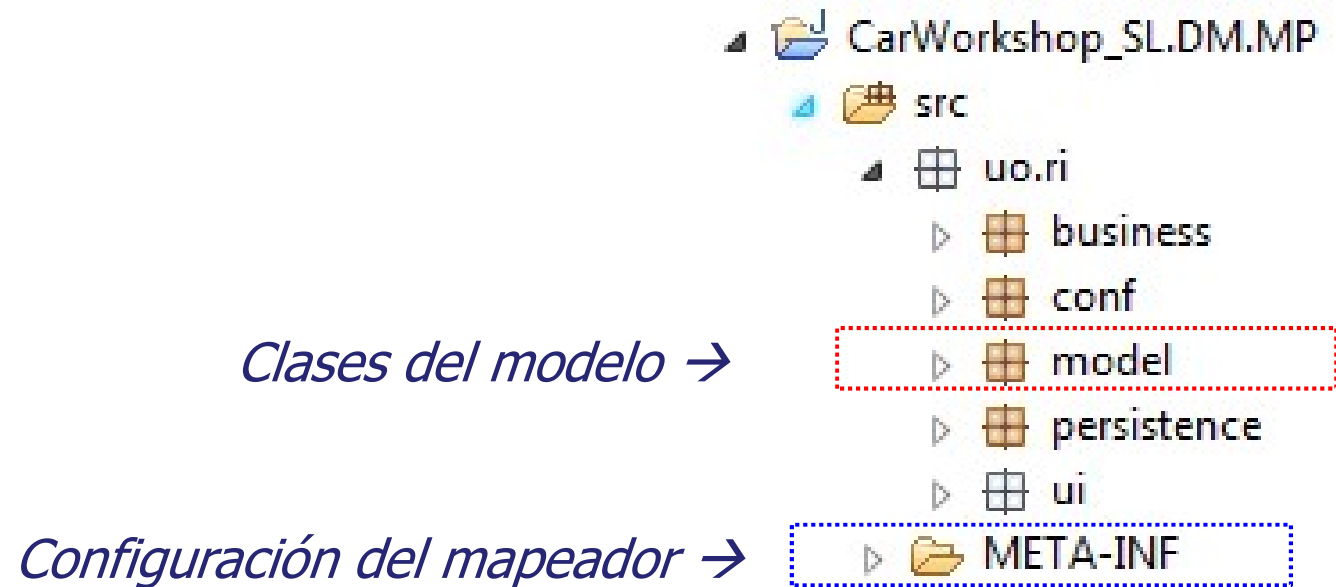 CarWorkshop_SL.DM.MP
src
uo.ri
business
conf
Clases del modelo → model
persistence
ui
Configuración del mapeador → META-INF